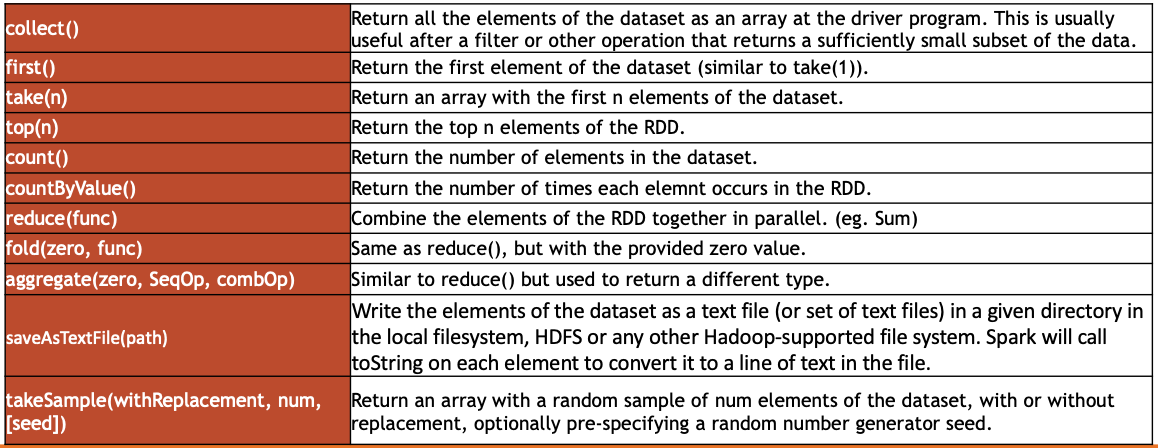 collect()
Return all the elements of the dataset as an array at the driver program. This is usually
useful after a filter or other operation that returns a sufficiently small subset of the data.
first()
Return the first element of the dataset (similar to take(1)).
take(n)
Return an array with the first n elements of the dataset.
top(n)
Return the top n elements of the RDD.
count()
Return the number of elements in the dataset.
countByValue()
Return the number of times each elemnt occurs in the RDD.
reduce(func)
Combine the elements of the RDD together in parallel. (eg. Sum)
fold(zero, func)
Same as reduce(), but with the provided zero value.
aggregate(zero, SeqOp, combOp)
Similar to reduce() but used to return a different type.
saveAsTextFile(path)
Write the elements of the dataset as a text file (or set of text files) in a given directory in
the local filesystem, HDFS or any other Hadoop-supported file system. Spark will call
toString on each element to convert it to a line of text in the file.
takeSample(withReplacement, num,
[seed])
Return an array with a random sample of num elements of the dataset, with or without
replacement, optionally pre-specifying a random number generator seed.